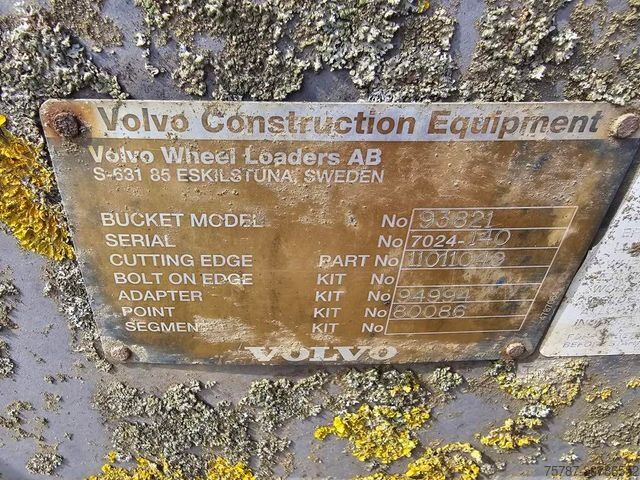 Volvo Construction Equipment
Volvo Wheel Loaders AB
S-631 85 ESKILSTUNA, SWEDEN
BUCKET MODEL No 93821
SERIAL No 7024-140
CUTTING EDGE PART No 11011042
BOLT ON EDGE KIT No
ADAPTER KIT No 94994
POINT KIT No 80086
SEGMENT KIT No
VOLVO